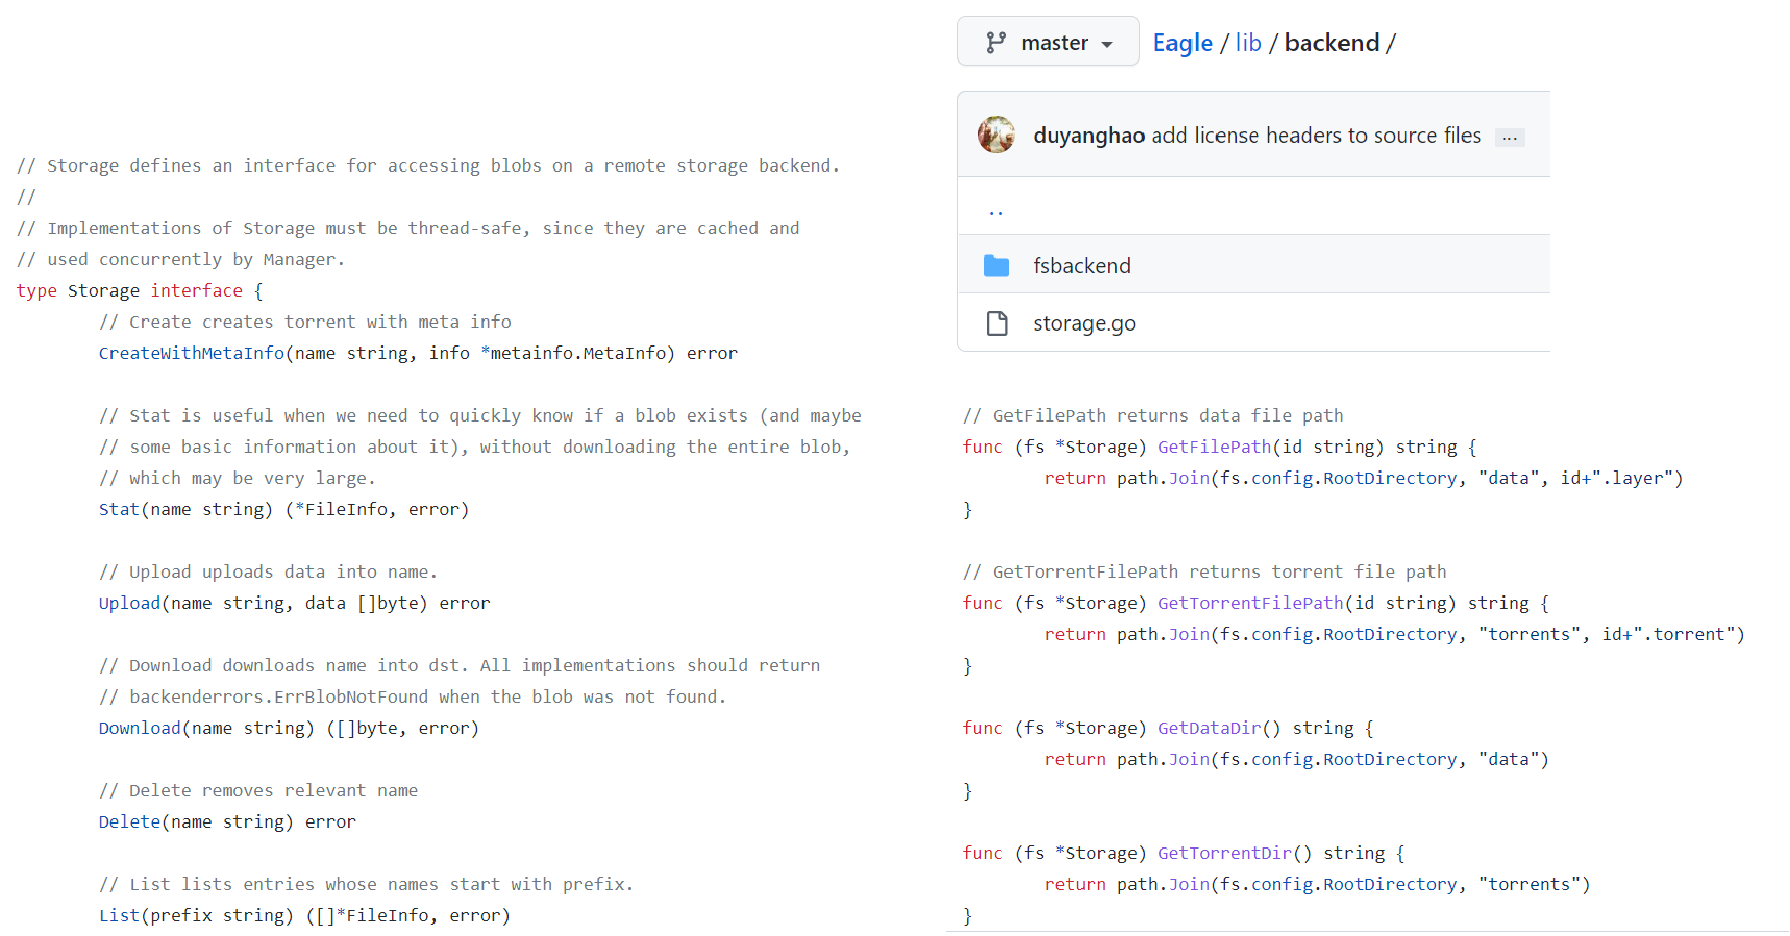 // Storage defines an interface for accessing blobs on a remote storage backend.
//
// Implementations of Storage must be thread-safe, since they are cached and
// used concurrently by Manager.
type Storage interface {
// Create creates torrent with meta info
CreateWithMetaInfo(name string, info *metainfo.MetaInfo) error
// Stat is useful when we need to quickly know if a blob exists (and maybe
// some basic information about it), without downloading the entire blob,
// which may be very large.
Stat(name string) (*FileInfo, error)
// Upload uploads data into name.
Upload(name string, data []byte) error
// Download downloads name into dst. All implementations should return
// backenderrors.ErrBlobNotFound when the blob was not found.
Download(name string) ([]byte, error)
// Delete removes relevant name
Delete(name string) error
// List lists entries whose names start with prefix.
List(prefix string) ([]*FileInfo, error)
master Eagle / lib / backend /
duyanghao add license headers to source files ...
..
fsbackend
storage.go
// GetFilePath returns data file path
func (fs *Storage) GetFilePath(id string) string {
return path.Join(fs.config.RootDirectory, "data", id+".layer")
}
// GetTorrentFilePath returns torrent file path
func (fs *Storage) GetTorrentFilePath(id string) string {
return path.Join(fs.config.RootDirectory, "torrents", id+".torrent")
}
func (fs *Storage) GetDataDir() string {
return path.Join(fs.config.RootDirectory, "data")
}
func (fs *Storage) GetTorrentDir() string {
return path.Join(fs.config.RootDirectory, "torrents")
}